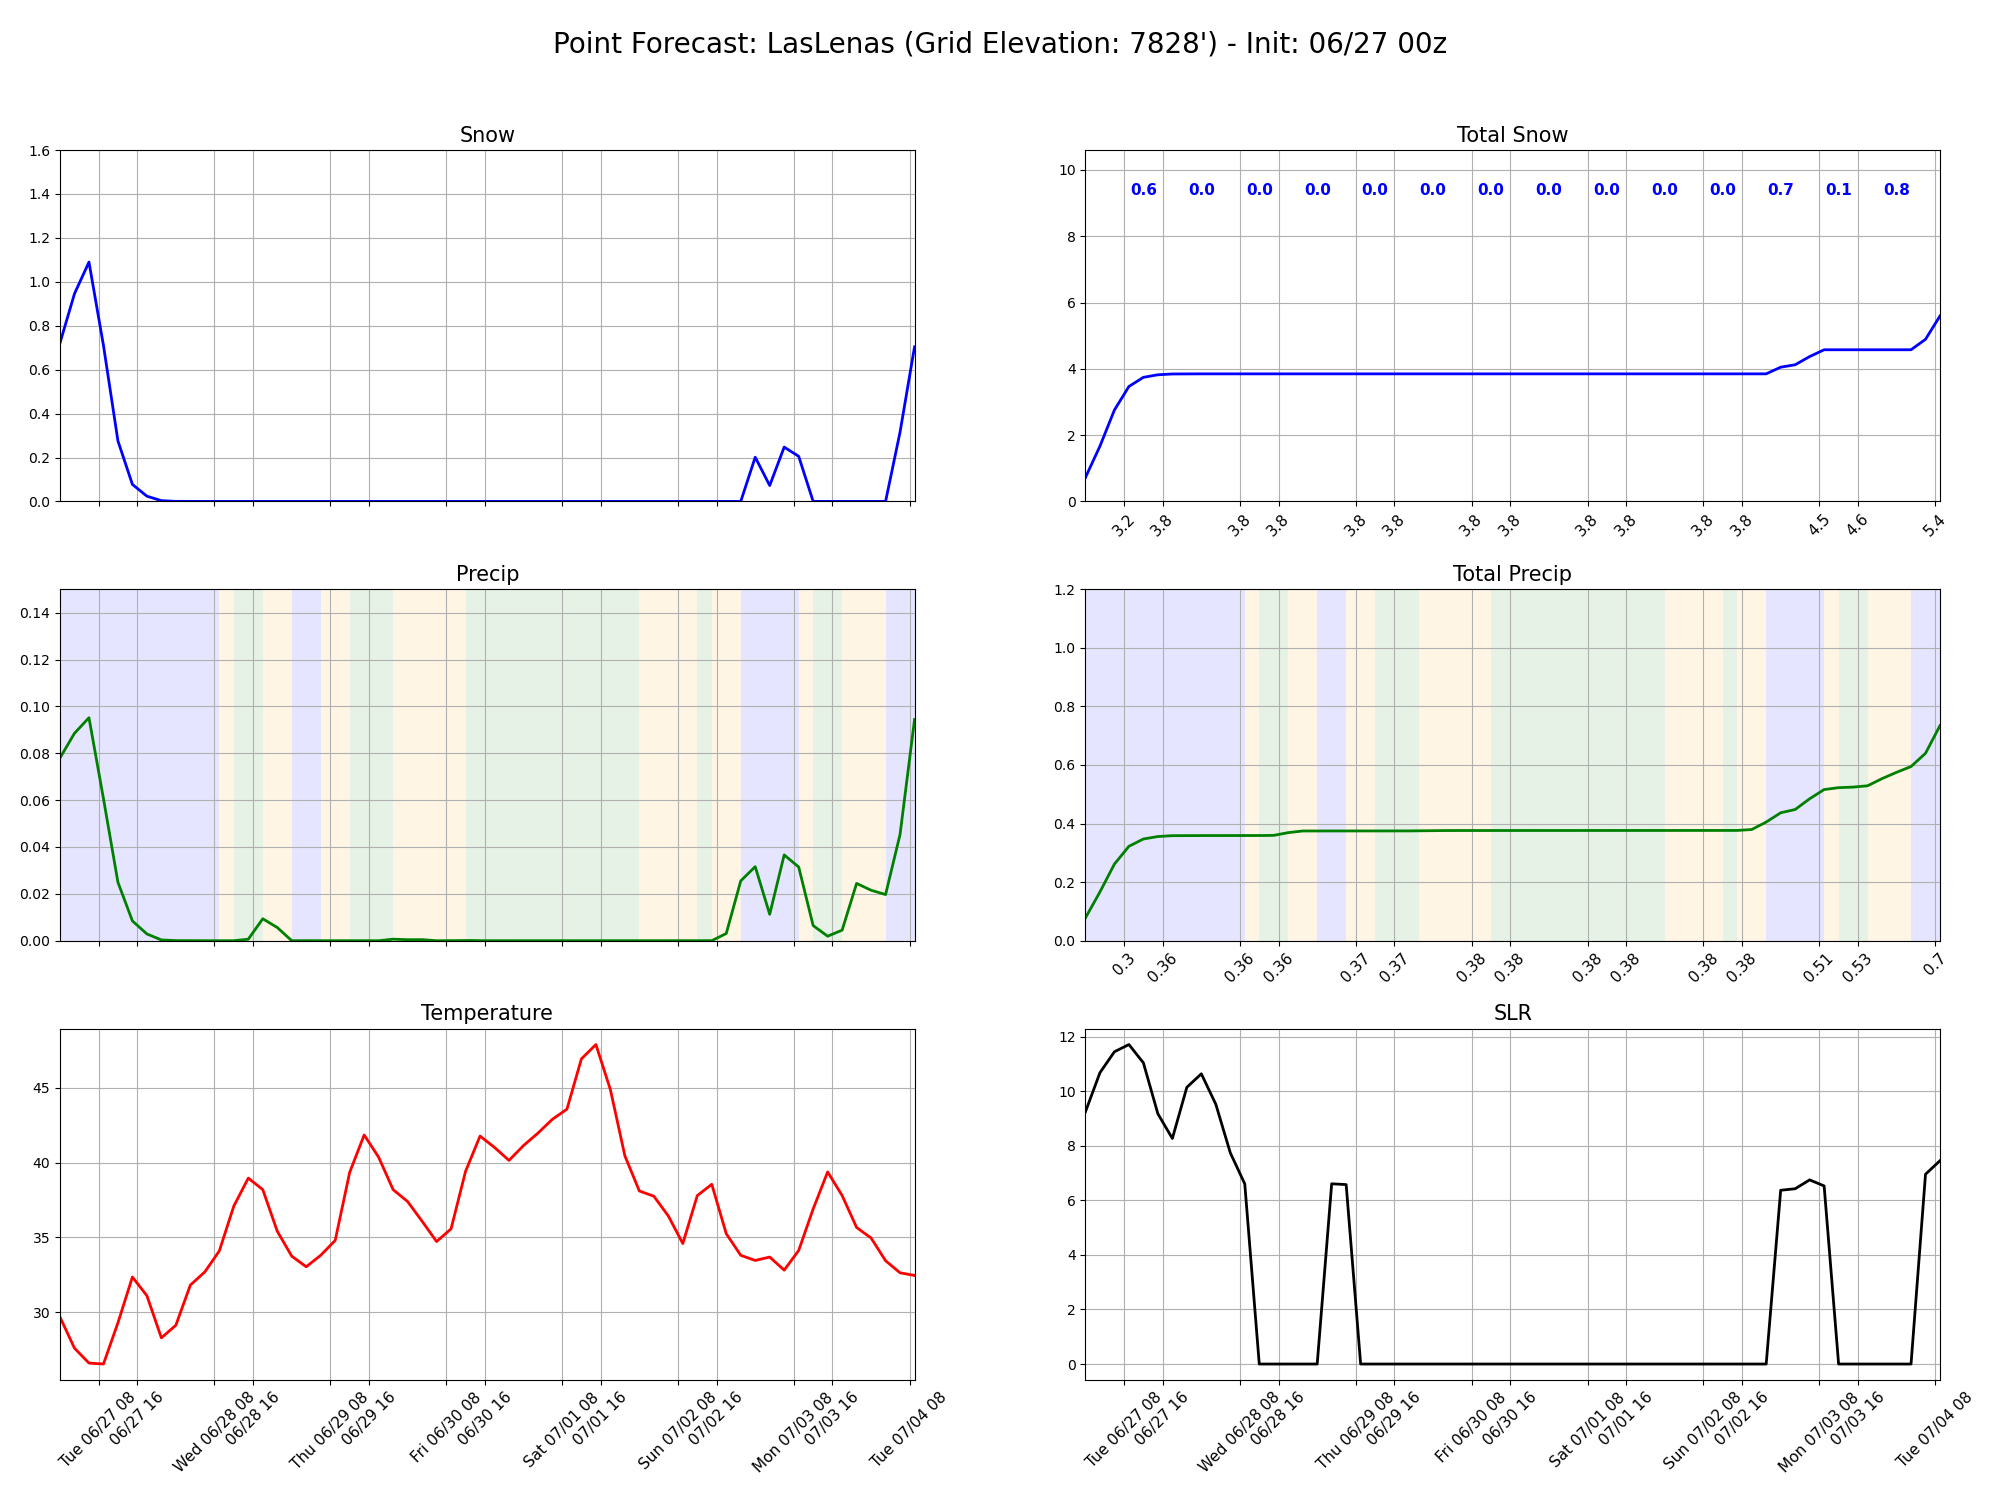 Point Forecast: LasLenas (Grid Elevation: 7828') - Init: 06/27 00z
Snow
1.6
1.4
1.2
1.0
0.8
0.6
0.4
0.2
0.0
Total Snow
10
8
6
4
2
0
0.6 0.0 0.0 0.0 0.0 0.0 0.0 0.0 0.0 0.0 0.0 0.7 0.1 0.8
3.2 3.8 3.8 3.8 3.8 3.8 3.8 3.8 3.8 3.8 3.8 3.8 4.5 4.6 5.4
Precip
0.14
0.12
0.10
0.08
0.06
0.04
0.02
0.00
Total Precip
1.2
1.0
0.8
0.6
0.4
0.2
0.0
0.3 0.36 0.36 0.36 0.37 0.37 0.38 0.38 0.38 0.38 0.38 0.38 0.51 0.53 0.7
Temperature
45
40
35
30
Tue 06/27 08
06/27 16
Wed 06/28 08
06/28 16
Thu 06/29 08
06/29 16
Fri 06/30 08
06/30 16
Sat 07/01 08
07/01 16
Sun 07/02 08
07/02 16
Mon 07/03 08
07/03 16
Tue 07/04 08
SLR
12
10
8
6
4
2
0
Tue 06/27 08
06/27 16
Wed 06/28 08
06/28 16
Thu 06/29 08
06/29 16
Fri 06/30 08
06/30 16
Sat 07/01 08
07/01 16
Sun 07/02 08
07/02 16
Mon 07/03 08
07/03 16
Tue 07/04 08